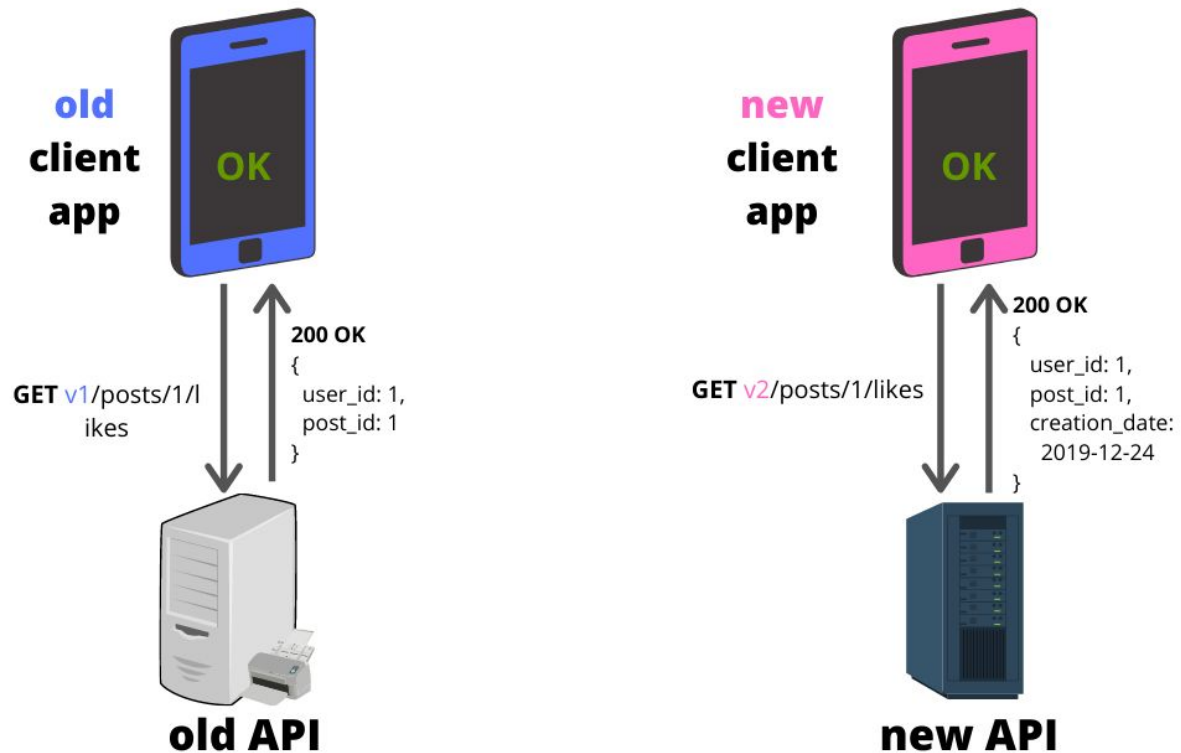 old
client
app
OK
GET v1/posts/1/l
ikes
200 OK
{
user_id: 1,
post_id: 1
}
old API
new
client
app
OK
GET v2/posts/1/likes
200 OK
{
user_id: 1,
post_id: 1,
creation_date:
2019-12-24
}
new API